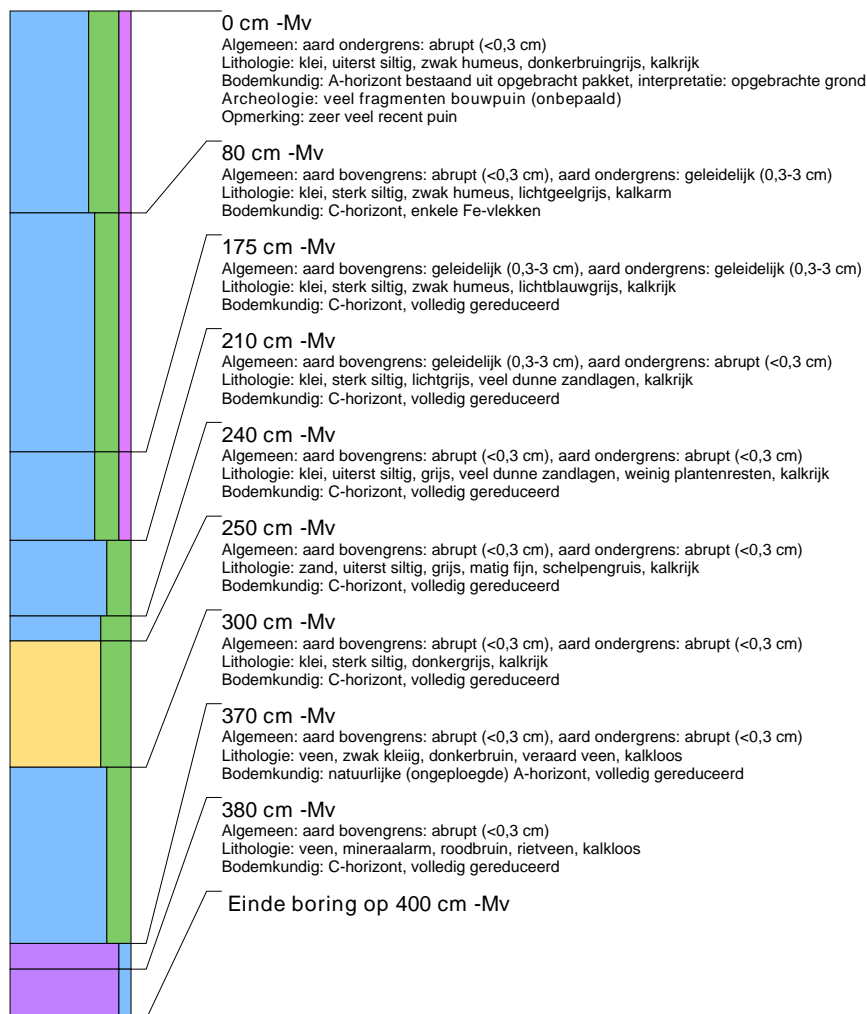 0 cm -Mv
Algemeen: aard ondergrens: abrupt (<0,3 cm)
Lithologie: klei, uiterst siltig, zwak humeus, donkerbruingrijs, kalkrijk
Bodemkundig: A-horizont bestaand uit opgebracht pakket, interpretatie: opgebrachte grond
Archeologie: veel fragmenten bouwpuin (onbepaald)
Opmerking: zeer veel recent puin
80 cm -Mv
Algemeen: aard bovengrens: abrupt (<0,3 cm), aard ondergrens: geleidelijk (0,3-3 cm)
Lithologie: klei, sterk siltig, zwak humeus, lichtgeelgrijs, kalkarm
Bodemkundig: C-horizont, enkele Fe-vlekken
175 cm -Mv
Algemeen: aard bovengrens: geleidelijk (0,3-3 cm), aard ondergrens: geleidelijk (0,3-3 cm)
Lithologie: klei, sterk siltig, zwak humeus, lichtblauwgrijs, kalkrijk
Bodemkundig: C-horizont, volledig gereduceerd
210 cm -Mv
Algemeen: aard bovengrens: geleidelijk (0,3-3 cm), aard ondergrens: abrupt (<0,3 cm)
Lithologie: klei, sterk siltig, lichtgrijs, veel dunne zandlagen, kalkrijk
Bodemkundig: C-horizont, volledig gereduceerd
240 cm -Mv
Algemeen: aard bovengrens: abrupt (<0,3 cm), aard ondergrens: abrupt (<0,3 cm)
Lithologie: klei, uiterst siltig, grijs, veel dunne zandlagen, weinig plantenresten, kalkrijk
Bodemkundig: C-horizont, volledig gereduceerd
250 cm -Mv
Algemeen: aard bovengrens: abrupt (<0,3 cm), aard ondergrens: abrupt (<0,3 cm)
Lithologie: zand, uiterst siltig, grijs, matig fijn, schelpengruis, kalkrijk
Bodemkundig: C-horizont, volledig gereduceerd
300 cm -Mv
Algemeen: aard bovengrens: abrupt (<0,3 cm), aard ondergrens: abrupt (<0,3 cm)
Lithologie: klei, sterk siltig, donkergrijs, kalkrijk
Bodemkundig: C-horizont, volledig gereduceerd
370 cm -Mv
Algemeen: aard bovengrens: abrupt (<0,3 cm), aard ondergrens: abrupt (<0,3 cm)
Lithologie: veen, zwak kleiig, donkerbruin, veraard veen, kalkloos
Bodemkundig: natuurlijke (ongeploegde) A-horizont, volledig gereduceerd
380 cm -Mv
Algemeen: aard bovengrens: abrupt (<0,3 cm)
Lithologie: veen, mineraalarm, roodbruin, rietveen, kalkloos
Bodemkundig: C-horizont, volledig gereduceerd
Einde boring op 400 cm -Mv